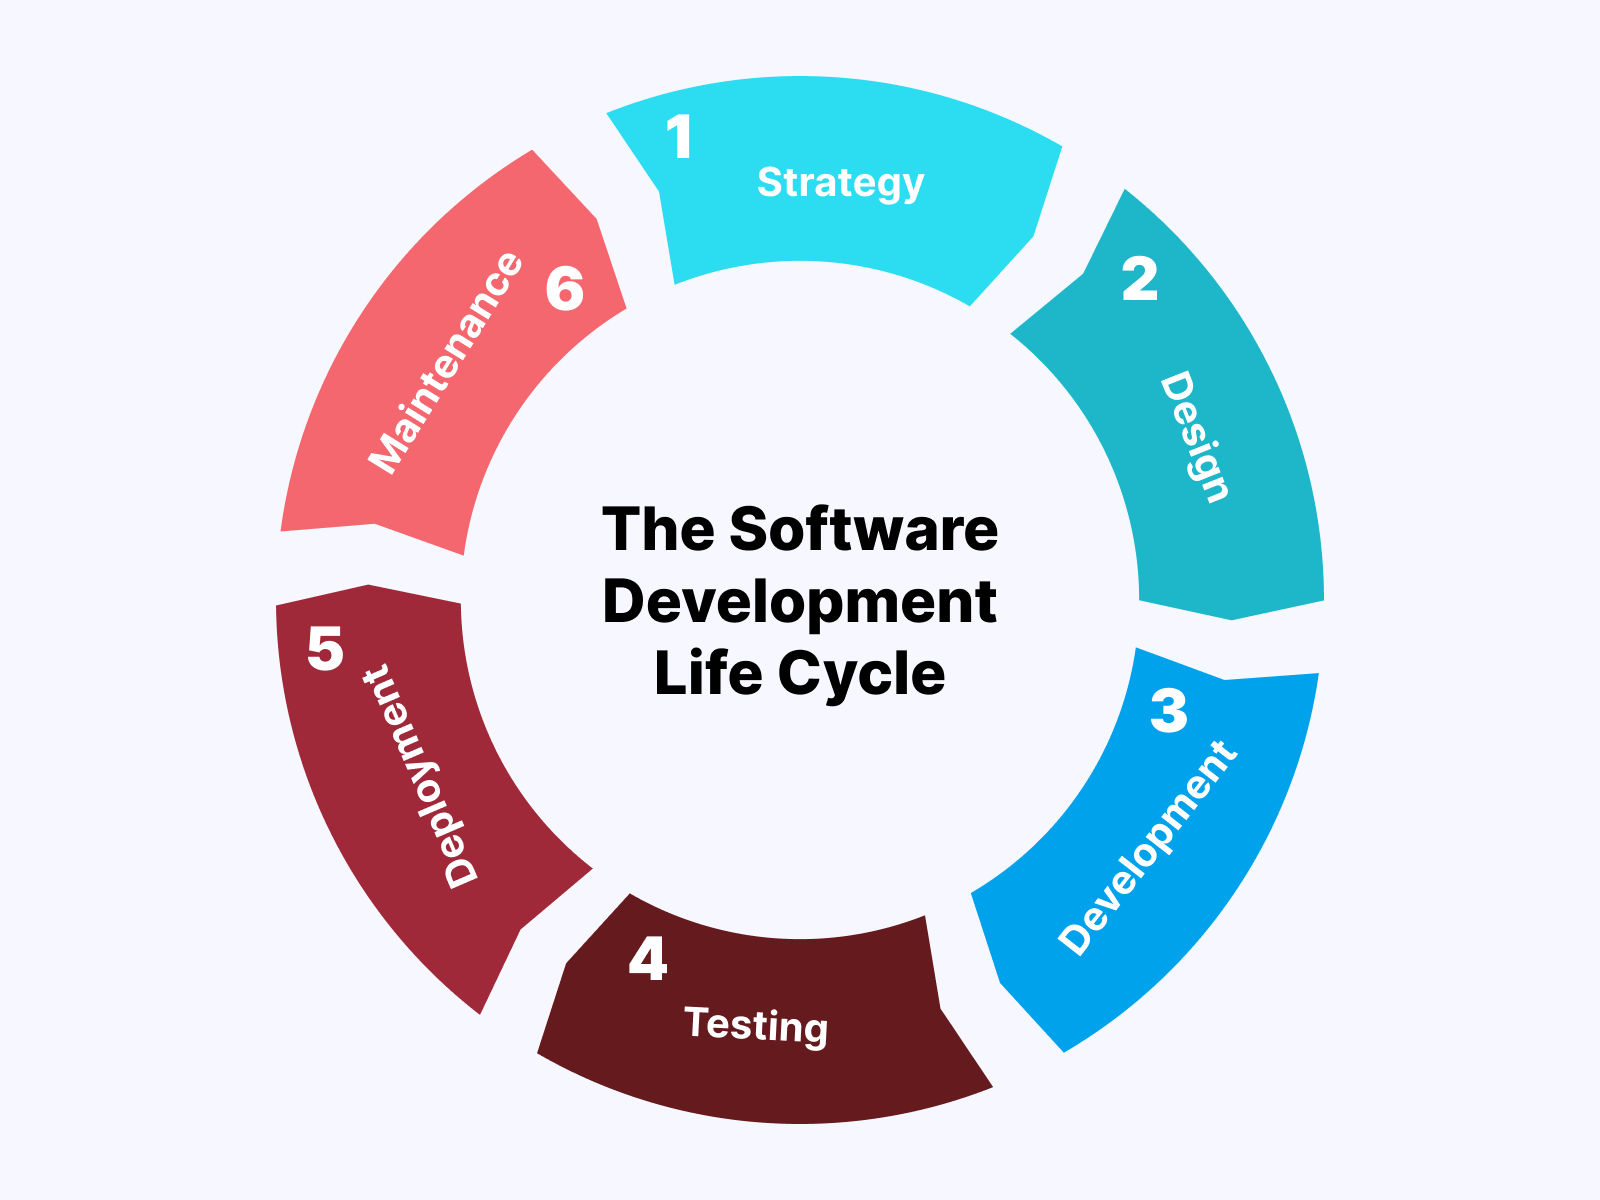 1
Strategy
2
Design
3
Development
4
Testing
5
Deployment
6
Maintenance
The Software
Development
Life Cycle